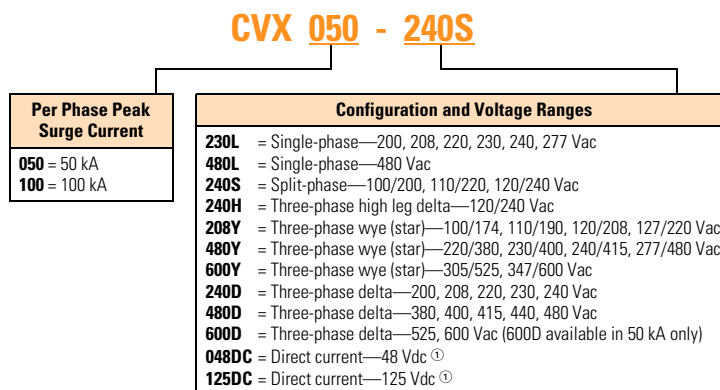 CVX 050 - 240S
Per Phase Peak
Surge Current
050 = 50 kA
100 = 100 kA
Configuration and Voltage Ranges
230L = Single-phase—200, 208, 220, 230, 240, 277 Vac
480L = Single-phase—480 Vac
240S = Split-phase—100/200, 110/220, 120/240 Vac
240H = Three-phase high leg delta—120/240 Vac
208Y = Three-phase wye (star)—100/174, 110/190, 120/208, 127/220 Vac
480Y = Three-phase wye (star)—220/380, 230/400, 240/415, 277/480 Vac
600Y = Three-phase wye (star)—305/525, 347/600 Vac
240D = Three-phase delta—200, 208, 220, 230, 240 Vac
480D = Three-phase delta—380, 400, 415, 440, 480 Vac
600D = Three-phase delta—525, 600 Vac (600D available in 50 kA only)
048DC = Direct current—48 Vdc ①
125DC = Direct current—125 Vdc ①